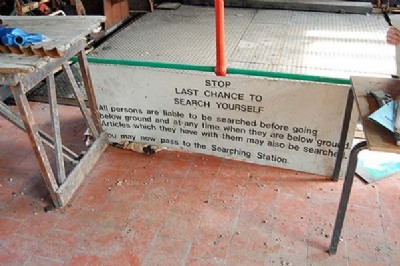 STOP
LAST CHANCE TO
SEARCH YOURSELF
All persons are liable to be searched before going
below ground and at any time when they are below ground.
Articles which they have with them may also be searched.
You may now pass to the Searching Station.